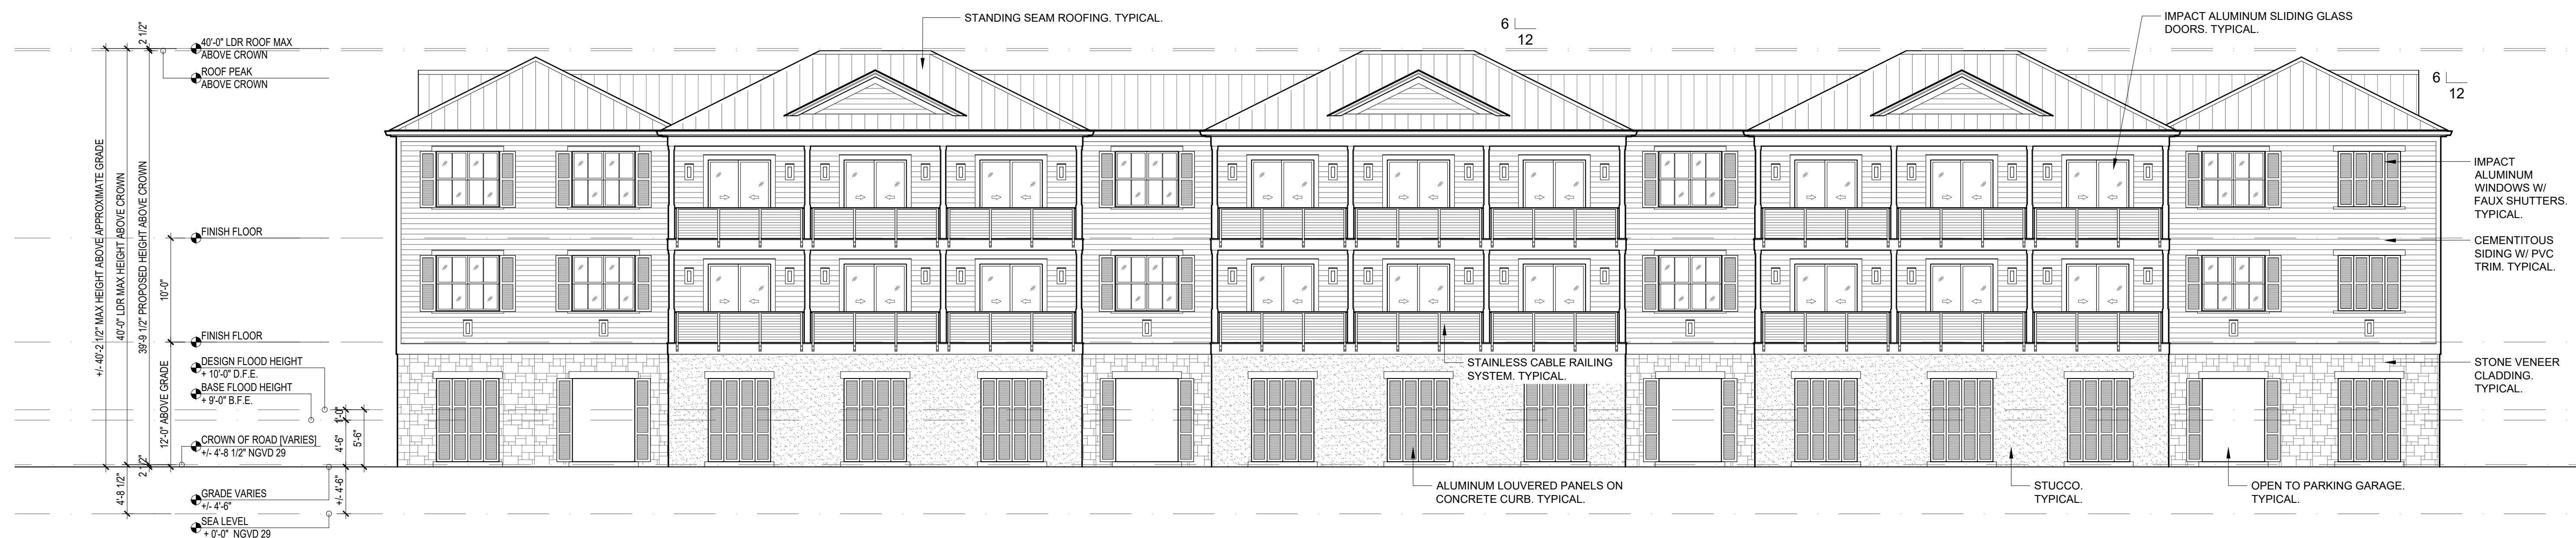 STANDING SEAM ROOFING. TYPICAL.
6
12
IMPACT ALUMINUM SLIDING GLASS
DOORS. TYPICAL.
6
12
40'-0" LDR ROOF MAX
ABOVE CROWN
ROOF PEAK
ABOVE CROWN
2 1/2"
+/- 40'-2 1/2" MAX HEIGHT ABOVE APPROXIMATE GRADE
40'-0" LDR MAX HEIGHT ABOVE CROWN
39'-9 1/2" PROPOSED HEIGHT ABOVE CROWN
FINISH FLOOR
10'-0"
FINISH FLOOR
DESIGN FLOOD HEIGHT
+ 10'-0" D.F.E.
BASE FLOOD HEIGHT
+ 9'-0" B.F.E.
12'-0" ABOVE GRADE
CROWN OF ROAD [VARIES]
+/- 4'-8 1/2" NGVD 29
1'-0"
4'-6"
5'-6"
2 1/2"
4'-8 1/2"
+/- 4'-6"
GRADE VARIES
+/- 4'-6"
SEA LEVEL
+ 0'-0" NGVD 29
IMPACT
ALUMINUM
WINDOWS W/
FAUX SHUTTERS.
TYPICAL.
CEMENTITOUS
SIDING W/ PVC
TRIM. TYPICAL.
STAINLESS CABLE RAILING
SYSTEM. TYPICAL.
STONE VENEER
CLADDING.
TYPICAL.
ALUMINUM LOUVERED PANELS ON
CONCRETE CURB. TYPICAL.
STUCCO.
TYPICAL.
OPEN TO PARKING GARAGE.
TYPICAL.